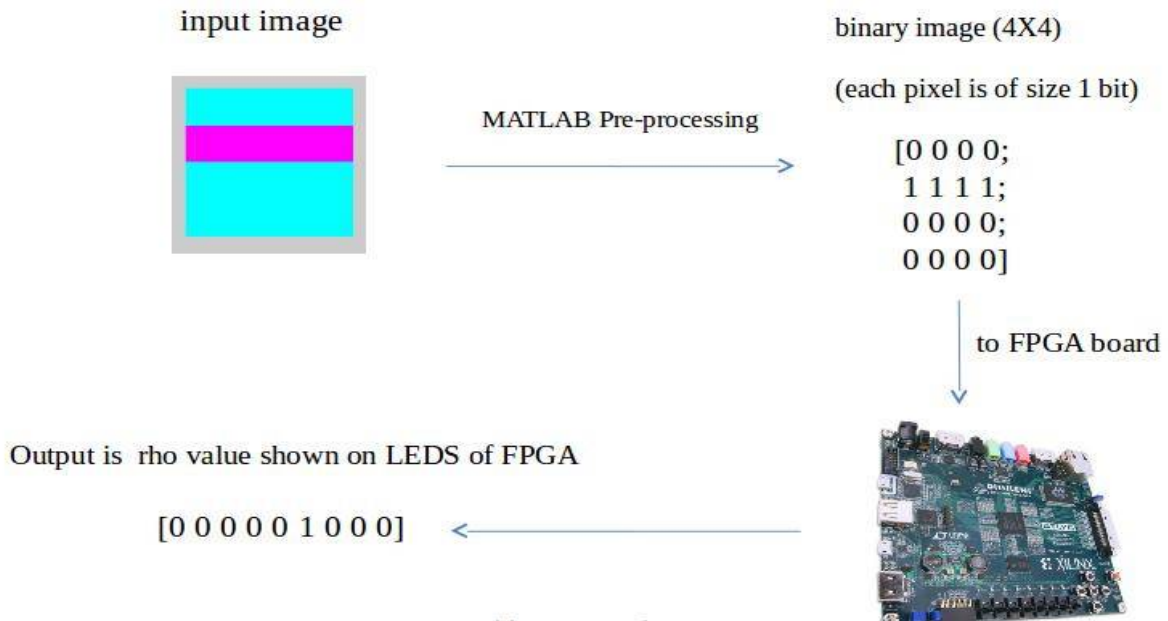 input image
binary image (4X4)
(each pixel is of size 1 bit)
MATLAB Pre-processing
[0 0 0 0;
1 1 1 1;
0 0 0 0;
0 0 0 0]
to FPGA board
Output is rho value shown on LEDS of FPGA
[0 0 0 0 0 1 0 0 0]
XILINX